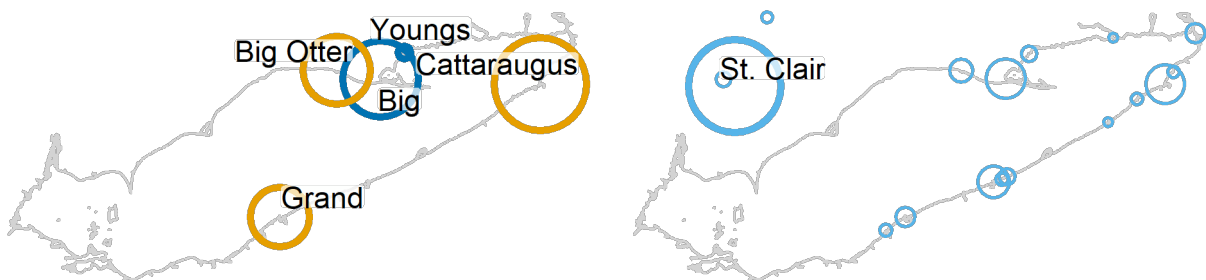 Youngs
Big Otter
Cattaraugus
Big
Grand
St. Clair